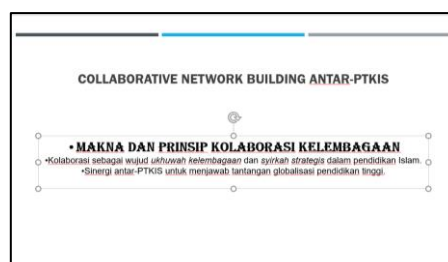 COLLABORATIVE NETWORK BUILDING ANTAR-PTKIS
• MAKNA DAN PRINSIP KOLABORASI KELEMBAGAAN
•Kolaborasi sebagai wujud ukhuwah kelembagaan dan syirkah strategis dalam pendidikan Islam.
•Sinergi antar-PTKIS untuk menjawab tantangan globalisasi pendidikan tinggi.